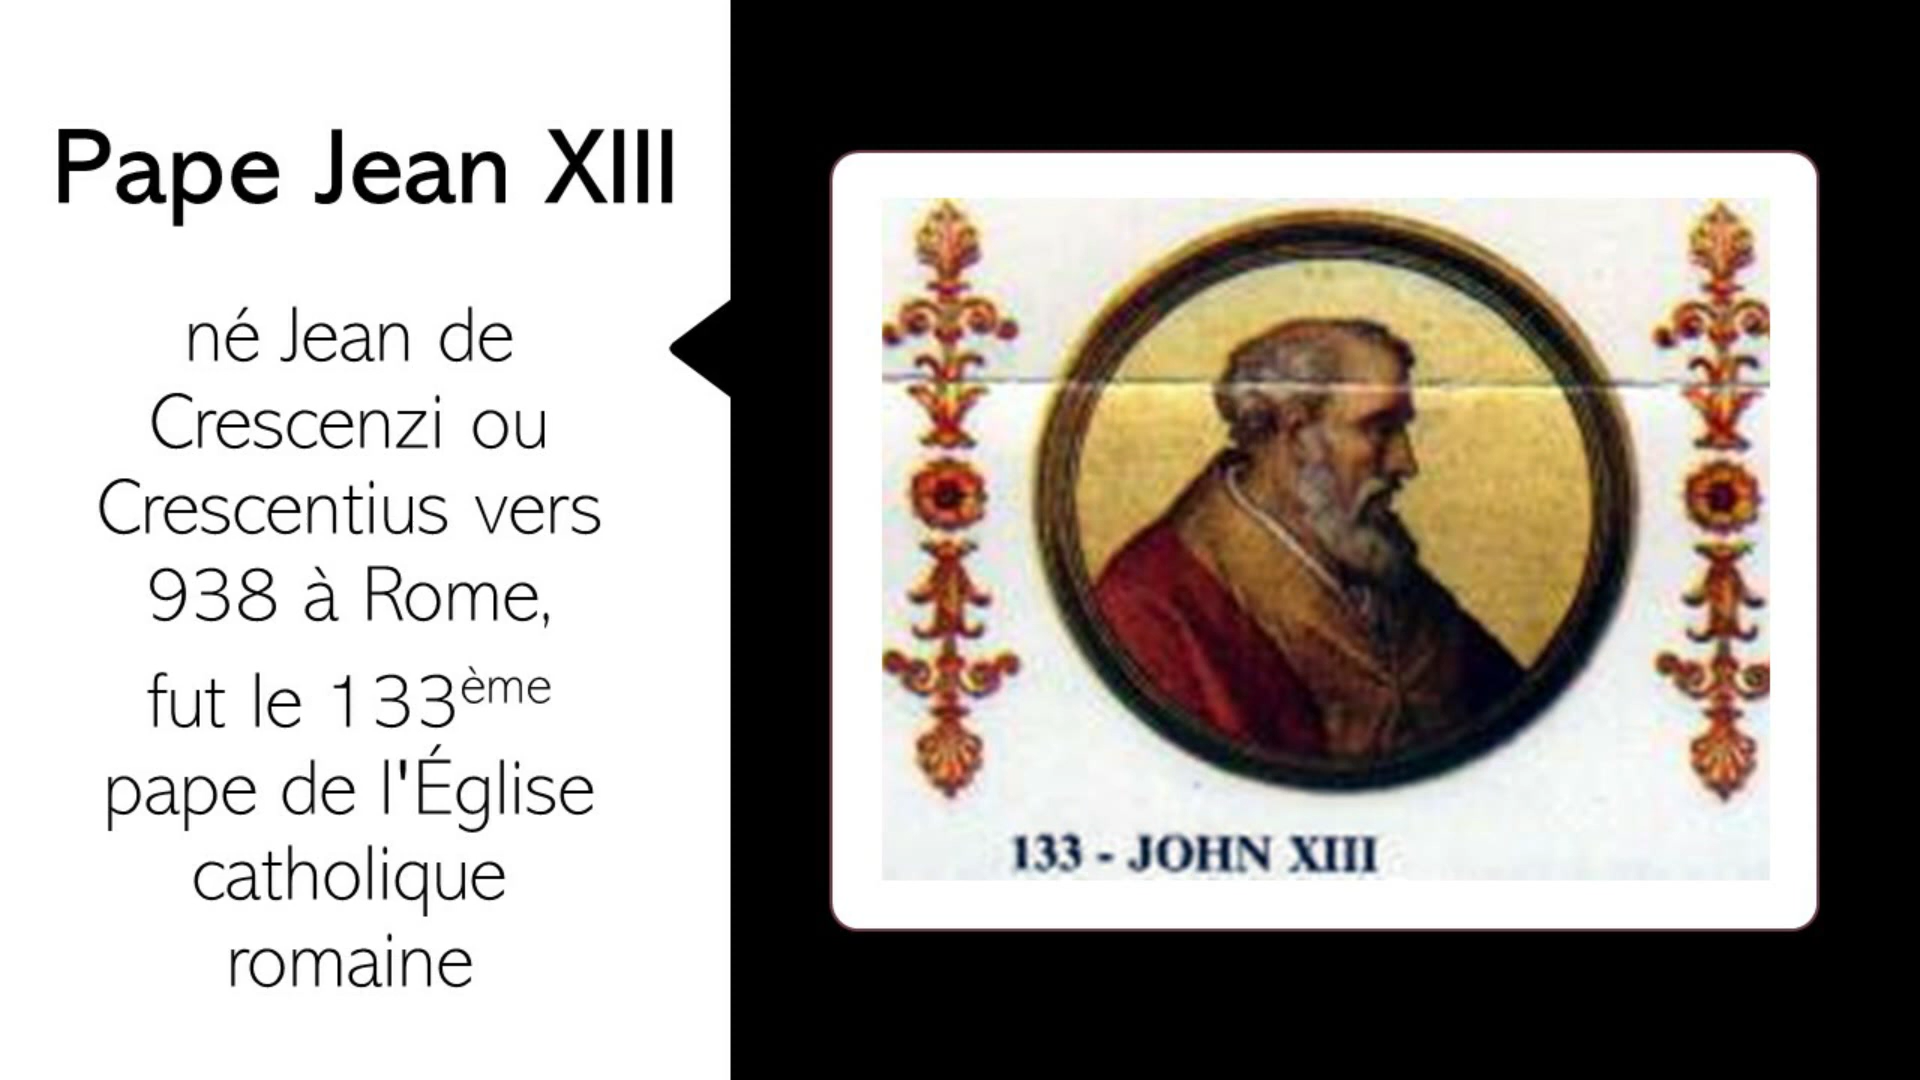 Pape Jean XIII
né Jean de
Crescenzi ou
Crescentius vers
938 à Rome,
fut le 133ème
pape de l'Église
catholique
romaine
133 - JOHN XIII